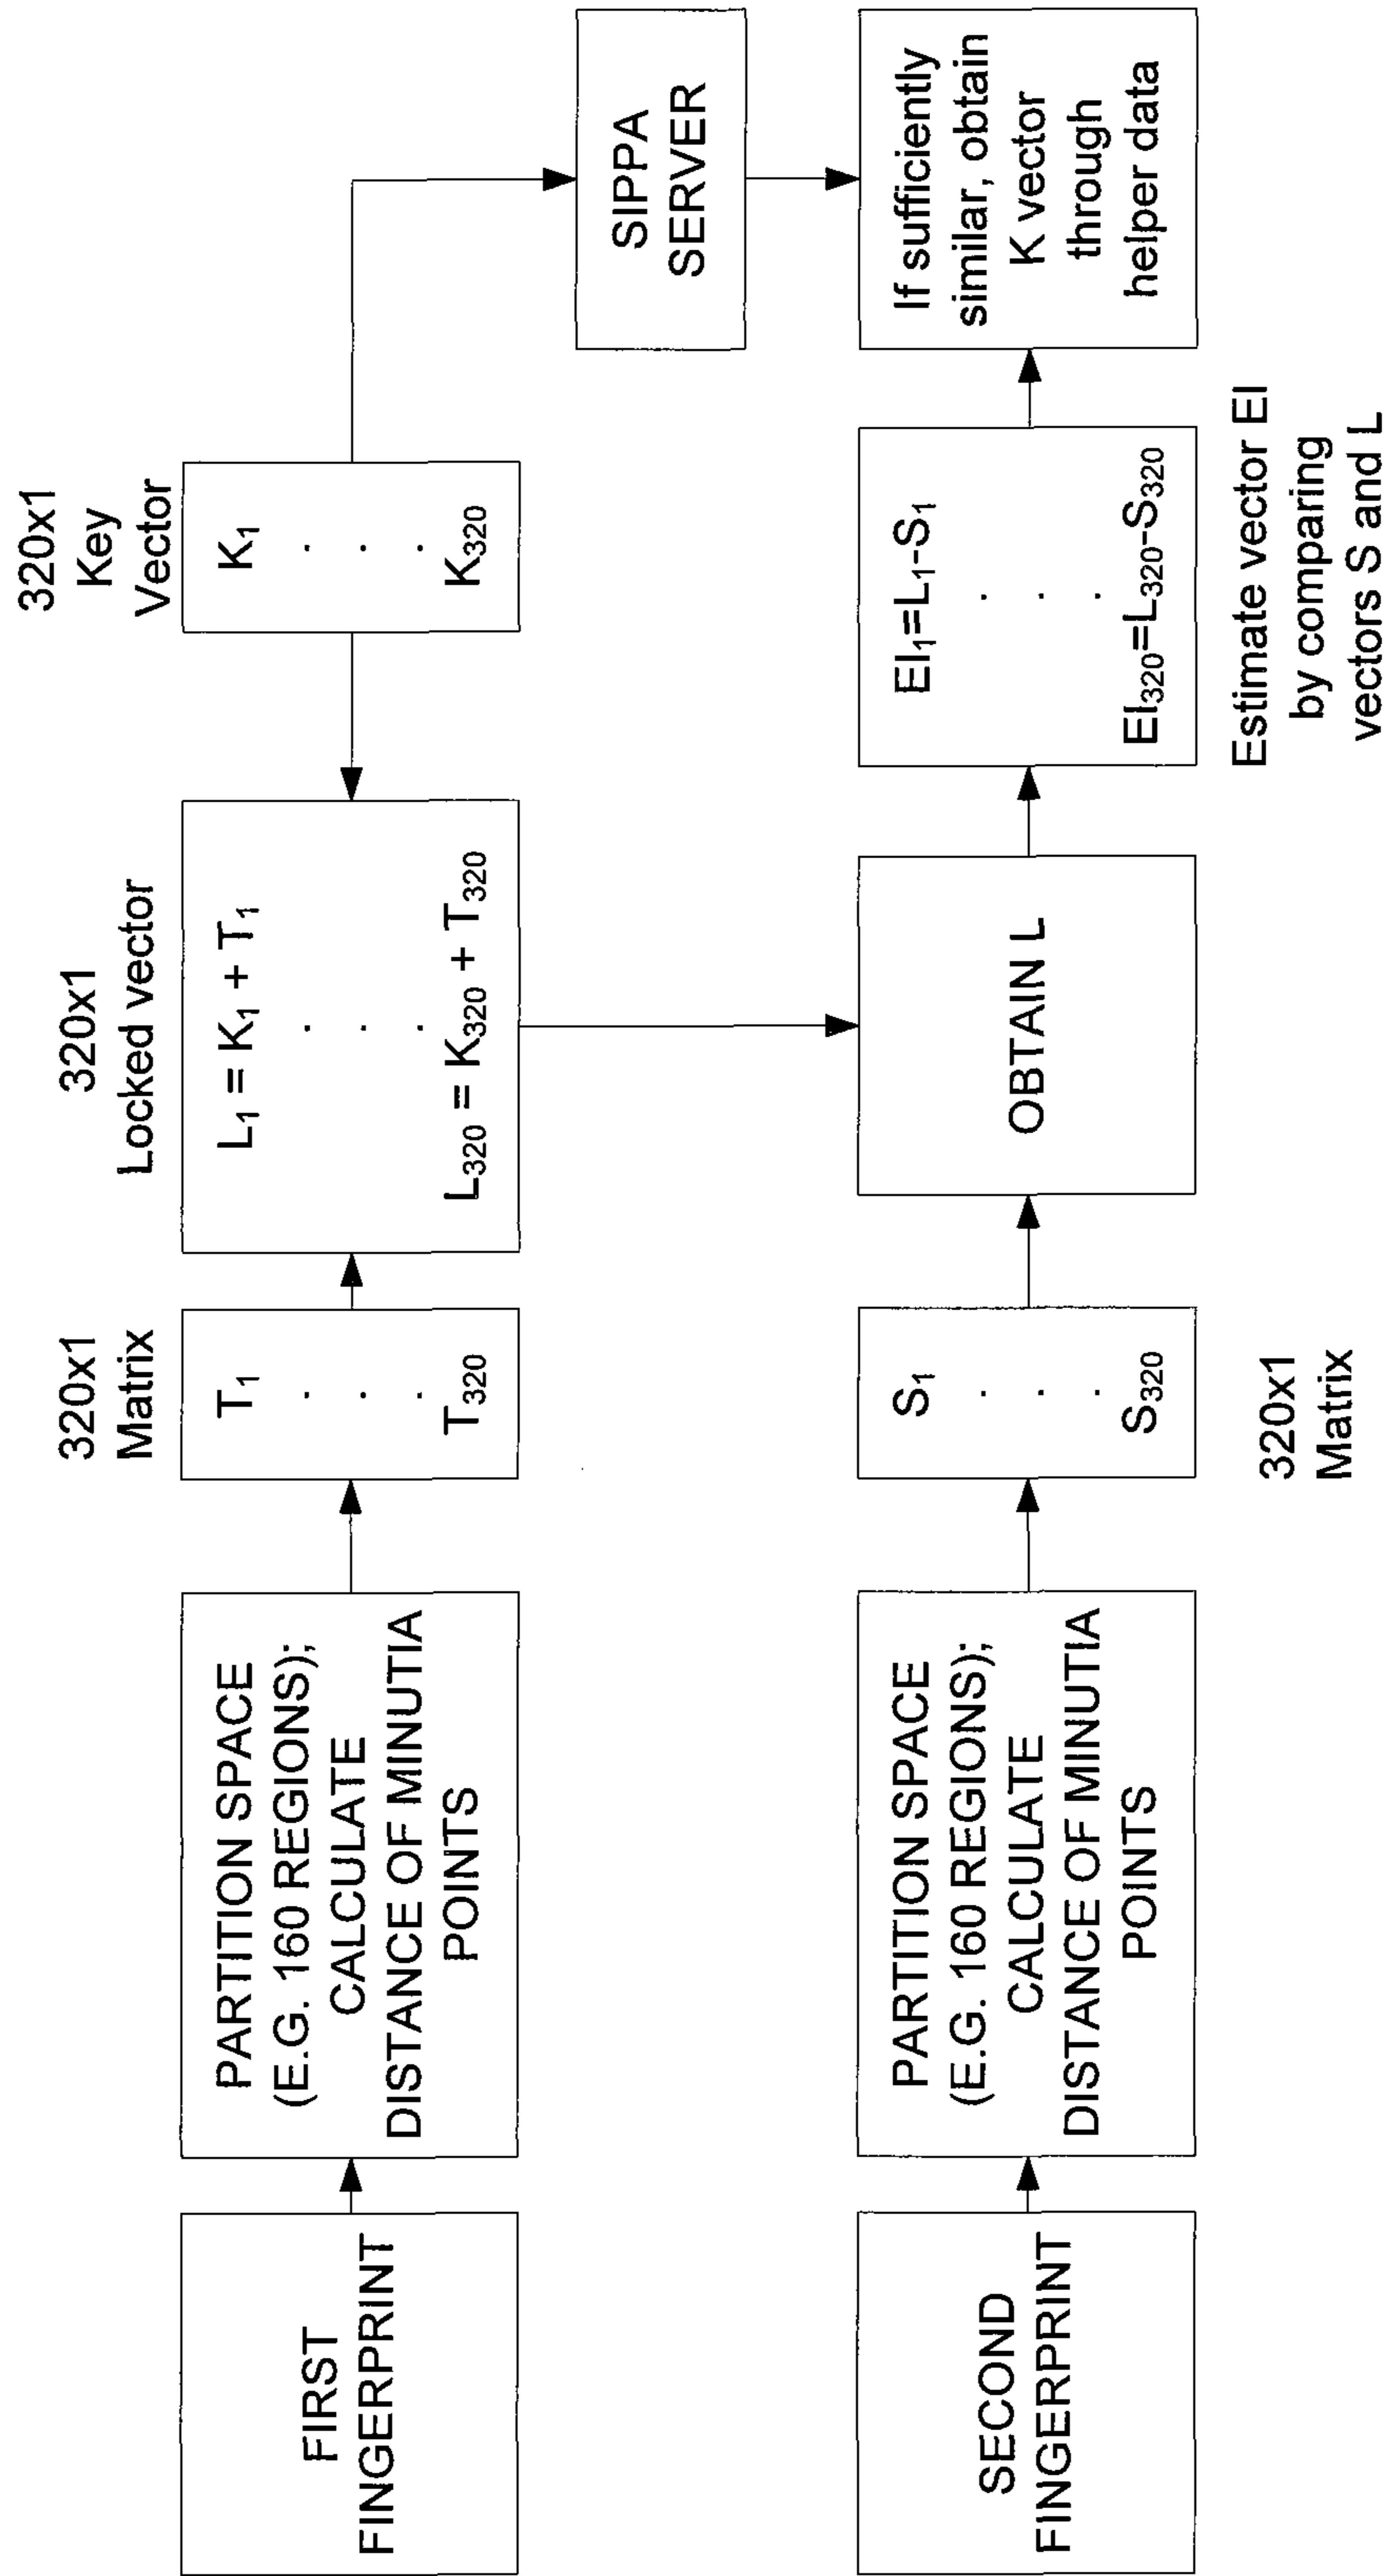 FIRST
FINGERPRINT
PARTITION SPACE
(E.G. 160 REGIONS);
CALCULATE
DISTANCE OF MINUTIA
POINTS
320x1
Matrix
T1
.
.
.
T320
320x1
Locked vector
L1 = K1 + T1
.
.
.
L320 = K320 + T320
320x1
Key
Vector
K1
.
.
.
K320
SIPPA
SERVER
SECOND
FINGERPRINT
PARTITION SPACE
(E.G. 160 REGIONS);
CALCULATE
DISTANCE OF MINUTIA
POINTS
S1
.
.
.
S320
320x1
Matrix
OBTAIN L
EI1=L1-S1
.
.
.
EI320=L320-S320
Estimate vector EI
by comparing
vectors S and L
If sufficiently
similar, obtain
K vector
through
helper data